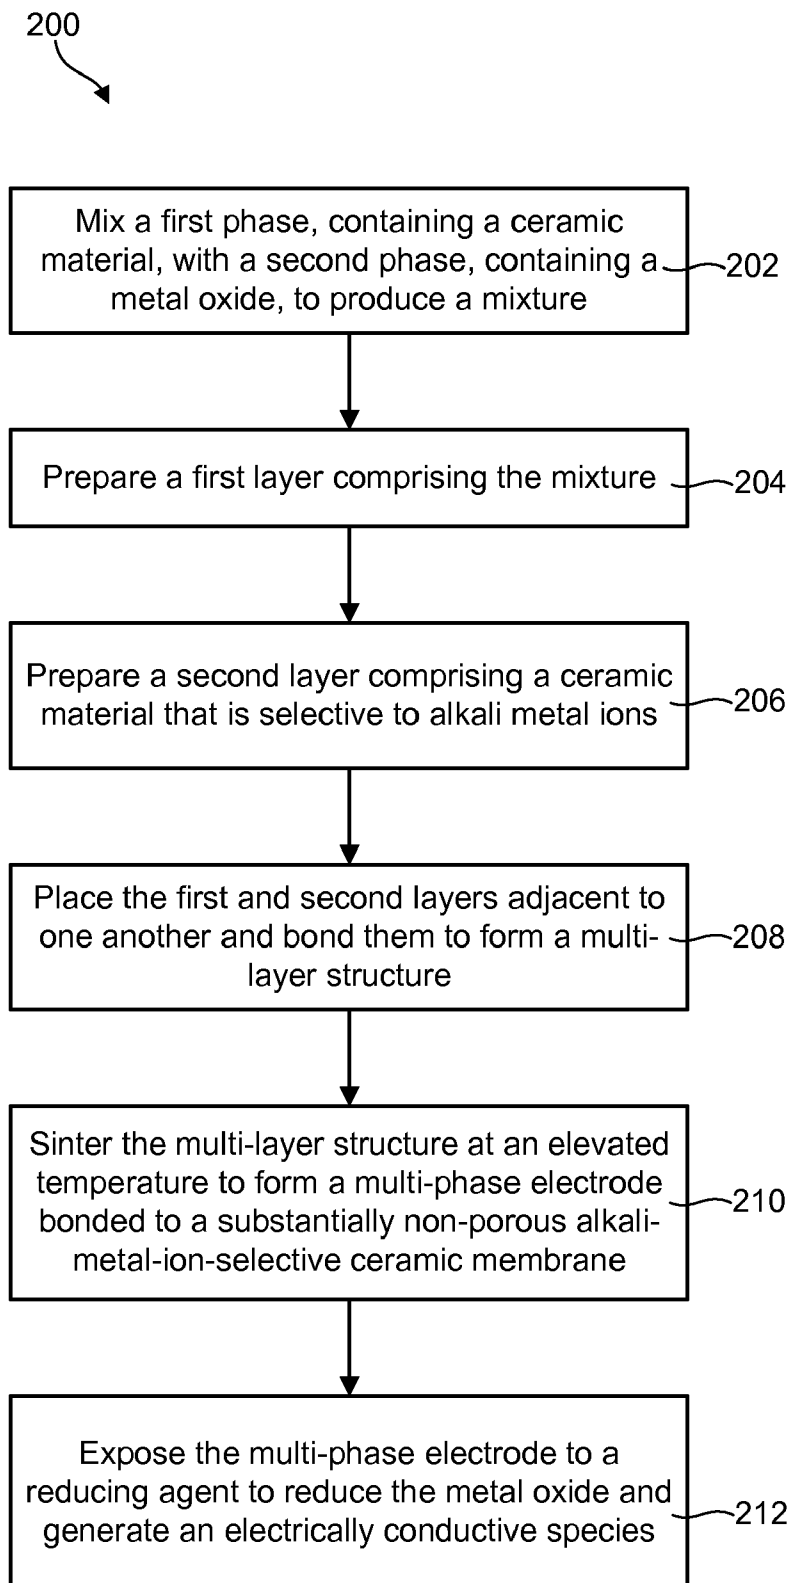 200
Mix a first phase, containing a ceramic
material, with a second phase, containing a
metal oxide, to produce a mixture
202
Prepare a first layer comprising the mixture
204
Prepare a second layer comprising a ceramic
material that is selective to alkali metal ions
206
Place the first and second layers adjacent to
one another and bond them to form a multi-
layer structure
208
Sinter the multi-layer structure at an elevated
temperature to form a multi-phase electrode
bonded to a substantially non-porous alkali-
metal-ion-selective ceramic membrane
210
Expose the multi-phase electrode to a
reducing agent to reduce the metal oxide and
generate an electrically conductive species
212